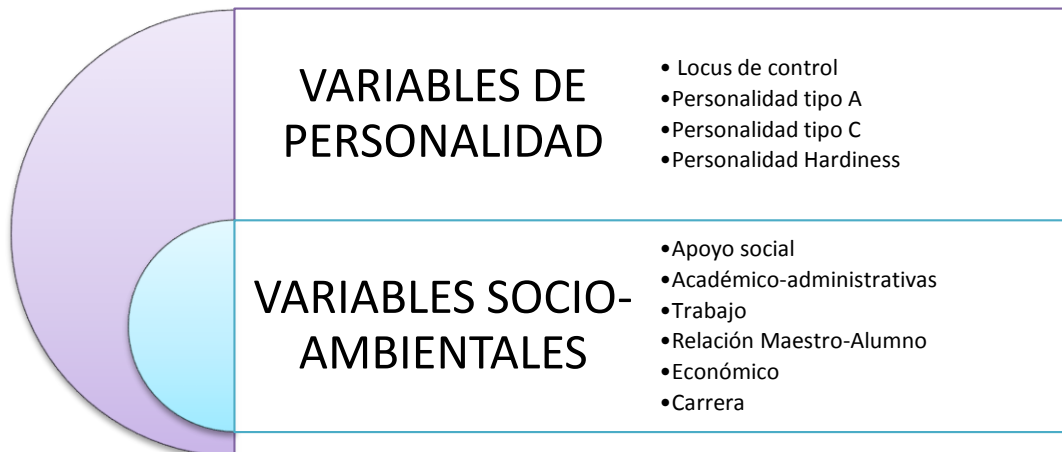 VARIABLES DE
PERSONALIDAD
• Locus de control
•Personalidad tipo A
•Personalidad tipo C
•Personalidad Hardiness
VARIABLES SOCIO-
AMBIENTALES
•Apoyo social
•Académico-administrativas
•Trabajo
•Relación Maestro-Alumno
•Económico
•Carrera